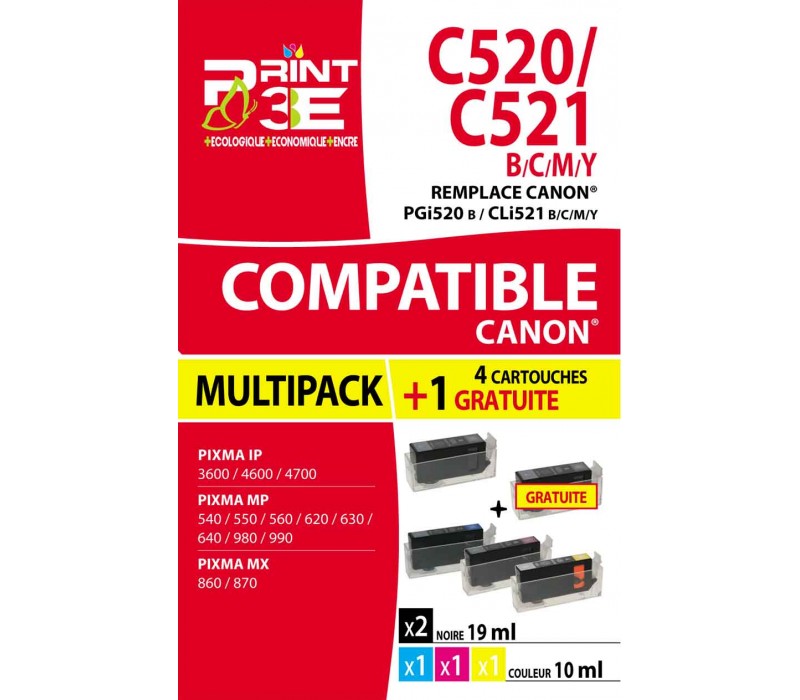 PRINT
3E
+ECOLOGIQUE+ECONOMIQUE+ENCRE
C520/
C521
B/C/M/Y
REMPLACE CANON®
PGi520 B / CLi521 B/C/M/Y
COMPATIBLE
CANON®
MULTIPACK
4 CARTOUCHES
+1 GRATUITE
PIXMA IP
3600 / 4600 / 4700
PIXMA MP
540 / 550 / 560 / 620 / 630 /
640 / 980 / 990
PIXMA MX
860 / 870
+
GRATUITE
x2 NOIRE 19 ml
x1 x1 x1 COULEUR 10 ml